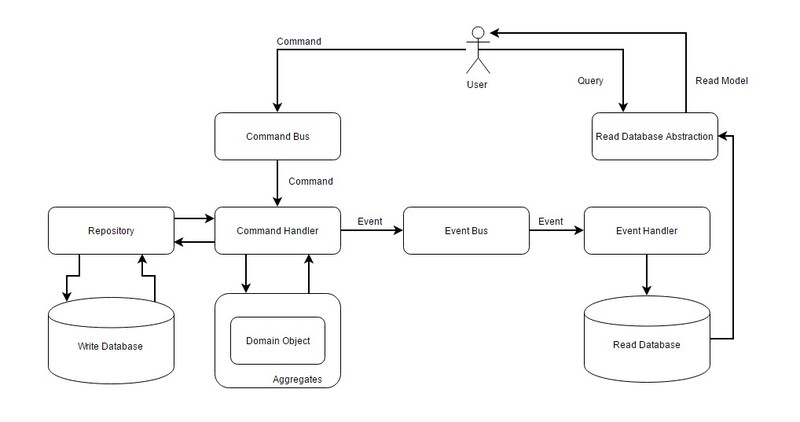 Command
User
Query
Read Model
Command Bus
Read Database Abstraction
Command
Repository
Command Handler
Event
Event Bus
Event
Event Handler
Write Database
Domain Object
Aggregates
Read Database